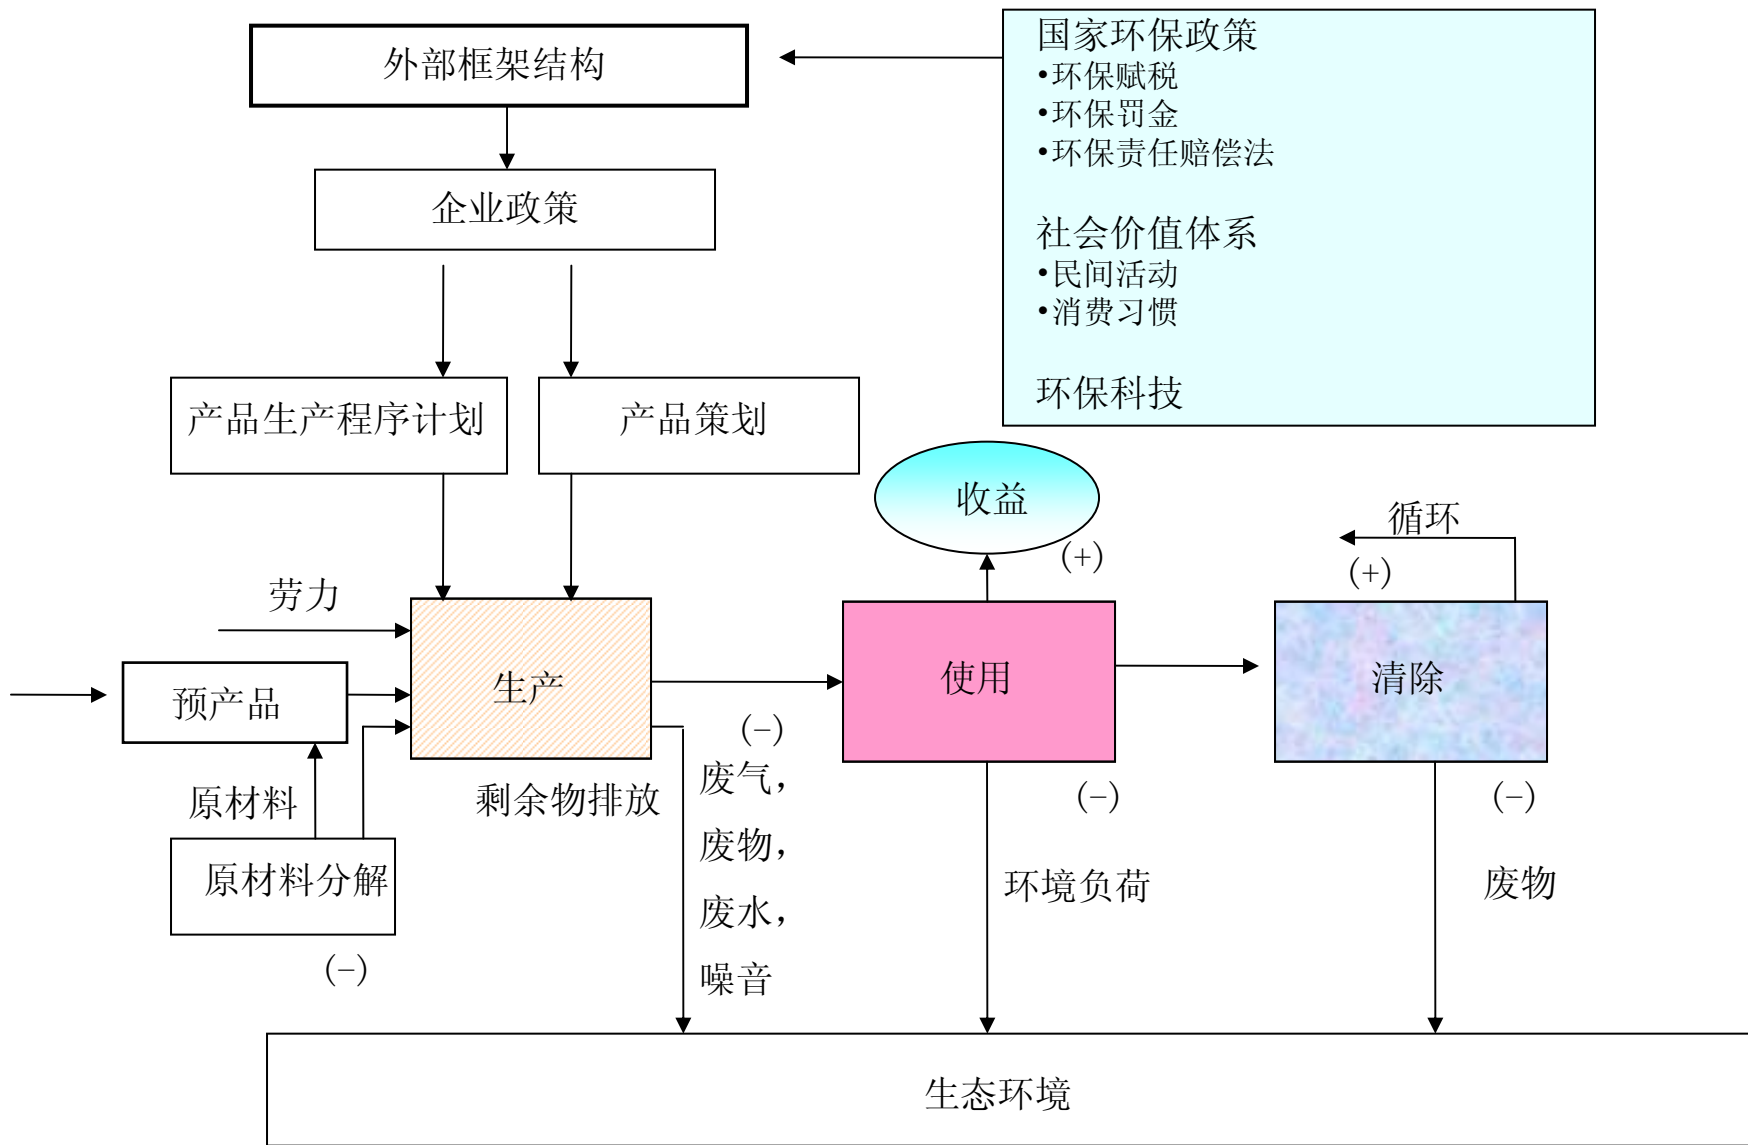 外部框架结构
国家环保政策
•环保赋税
•环保罚金
•环保责任赔偿法
社会价值体系
•民间活动
•消费习惯
环保科技
企业政策
产品生产程序计划
产品策划
收益
(+)
循环
(+)
劳力
预产品
生产
使用
清除
原材料
剩余物排放
(-)
废气,
废物,
废水,
噪音
(-)
(-)
原材料分解
(-)
环境负荷
废物
生态环境